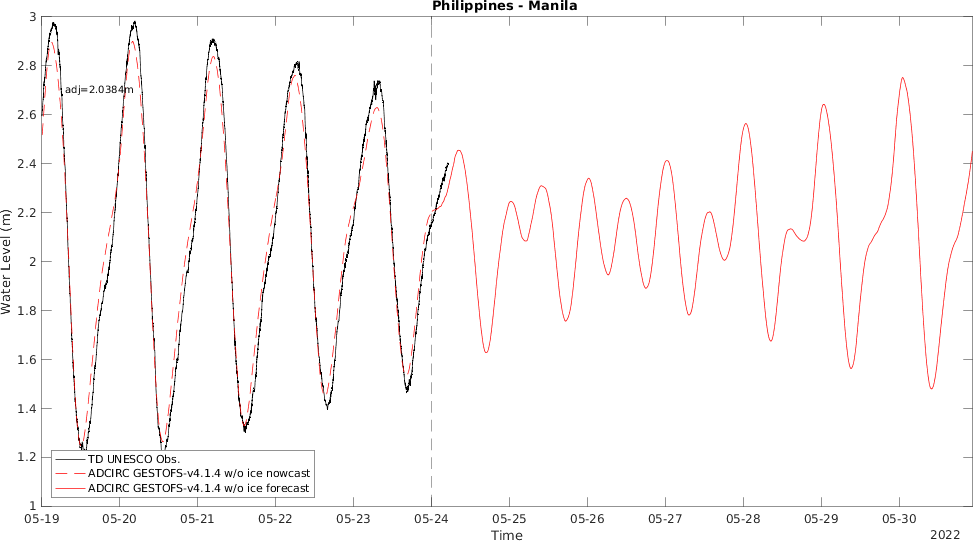 Philippines - Manila
3
2.8
adj=2.0384m
2.6
2.4
2.2
2
1.8
1.6
1.4
1.2
1
Water Level (m)
TD UNESCO Obs.
ADCIRC GESTOFS-v4.1.4 w/o ice nowcast
ADCIRC GESTOFS-v4.1.4 w/o ice forecast
05-19 05-20 05-21 05-22 05-23 05-24 05-25 05-26 05-27 05-28 05-29 05-30
Time
2022